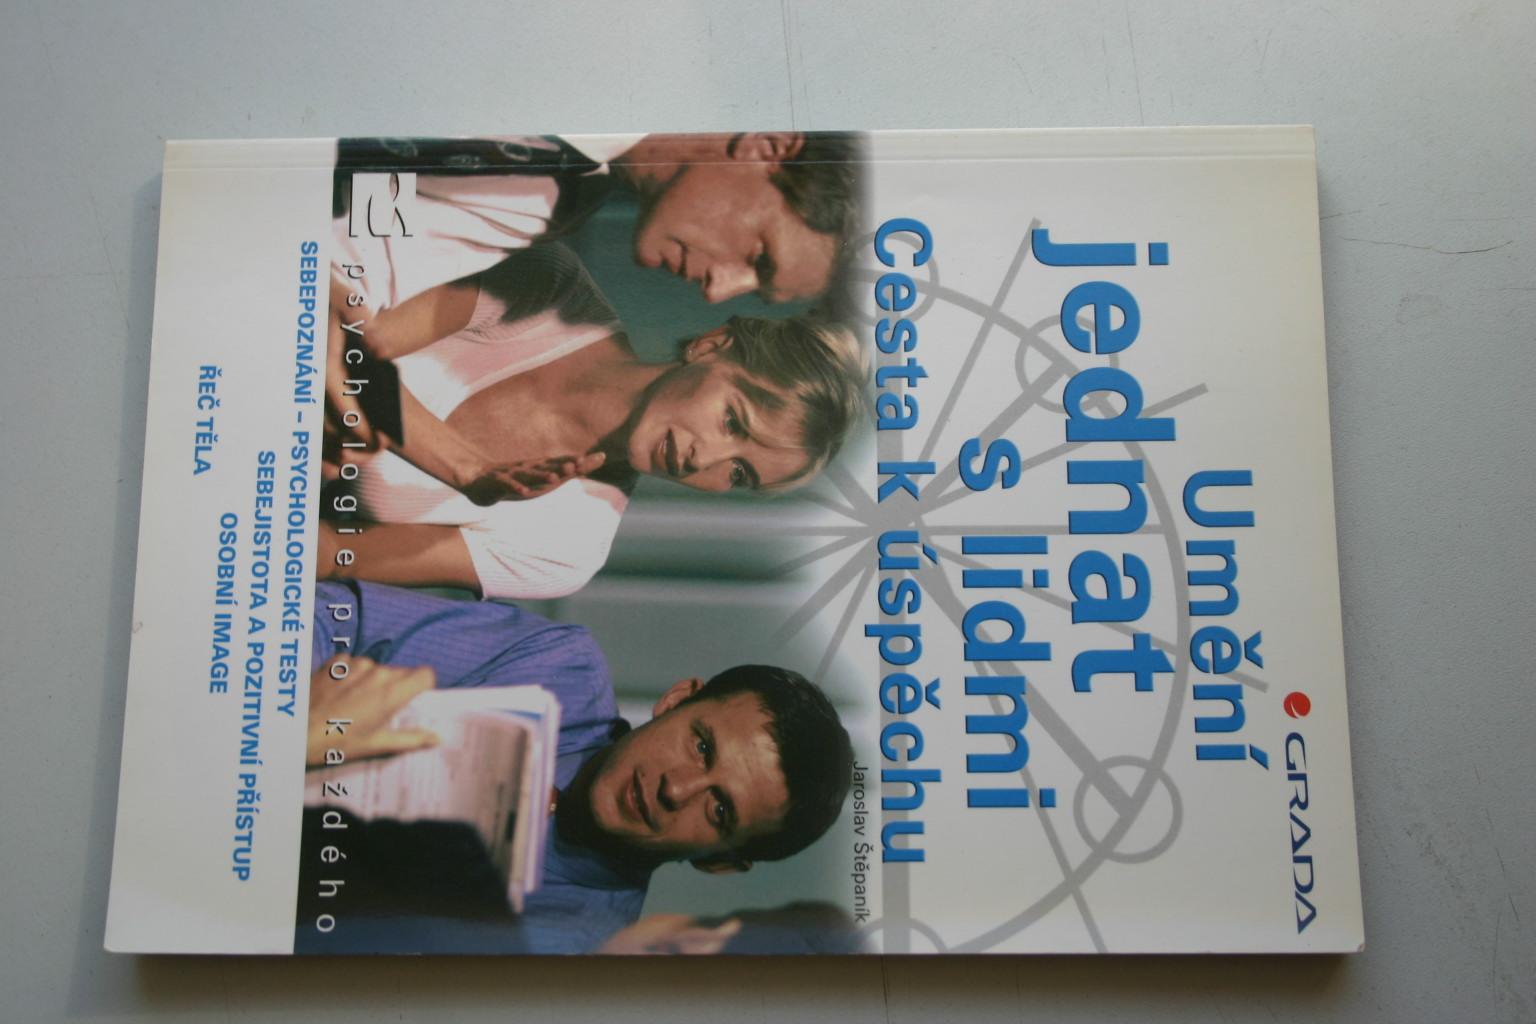 GRADA
Umění
jednat
s lidmi
Cesta k úspěchu
Jaroslav Štěpaník
psychologie pro každého
SEBEPOZNÁNÍ – PSYCHOLOGICKÉ TESTY
SEBEJISTOTA A POZITIVNÍ PŘÍSTUP
OSOBNÍ IMAGE
ŘEČ TĚLA